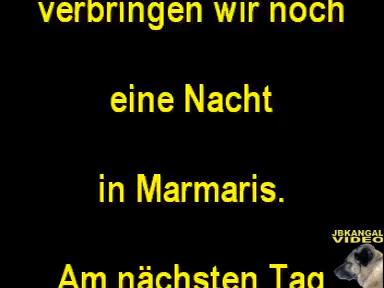 verbringen wir noch
eine Nacht
in Marmaris.
JBKANGAL
VIDEO
Am nächsten Tag